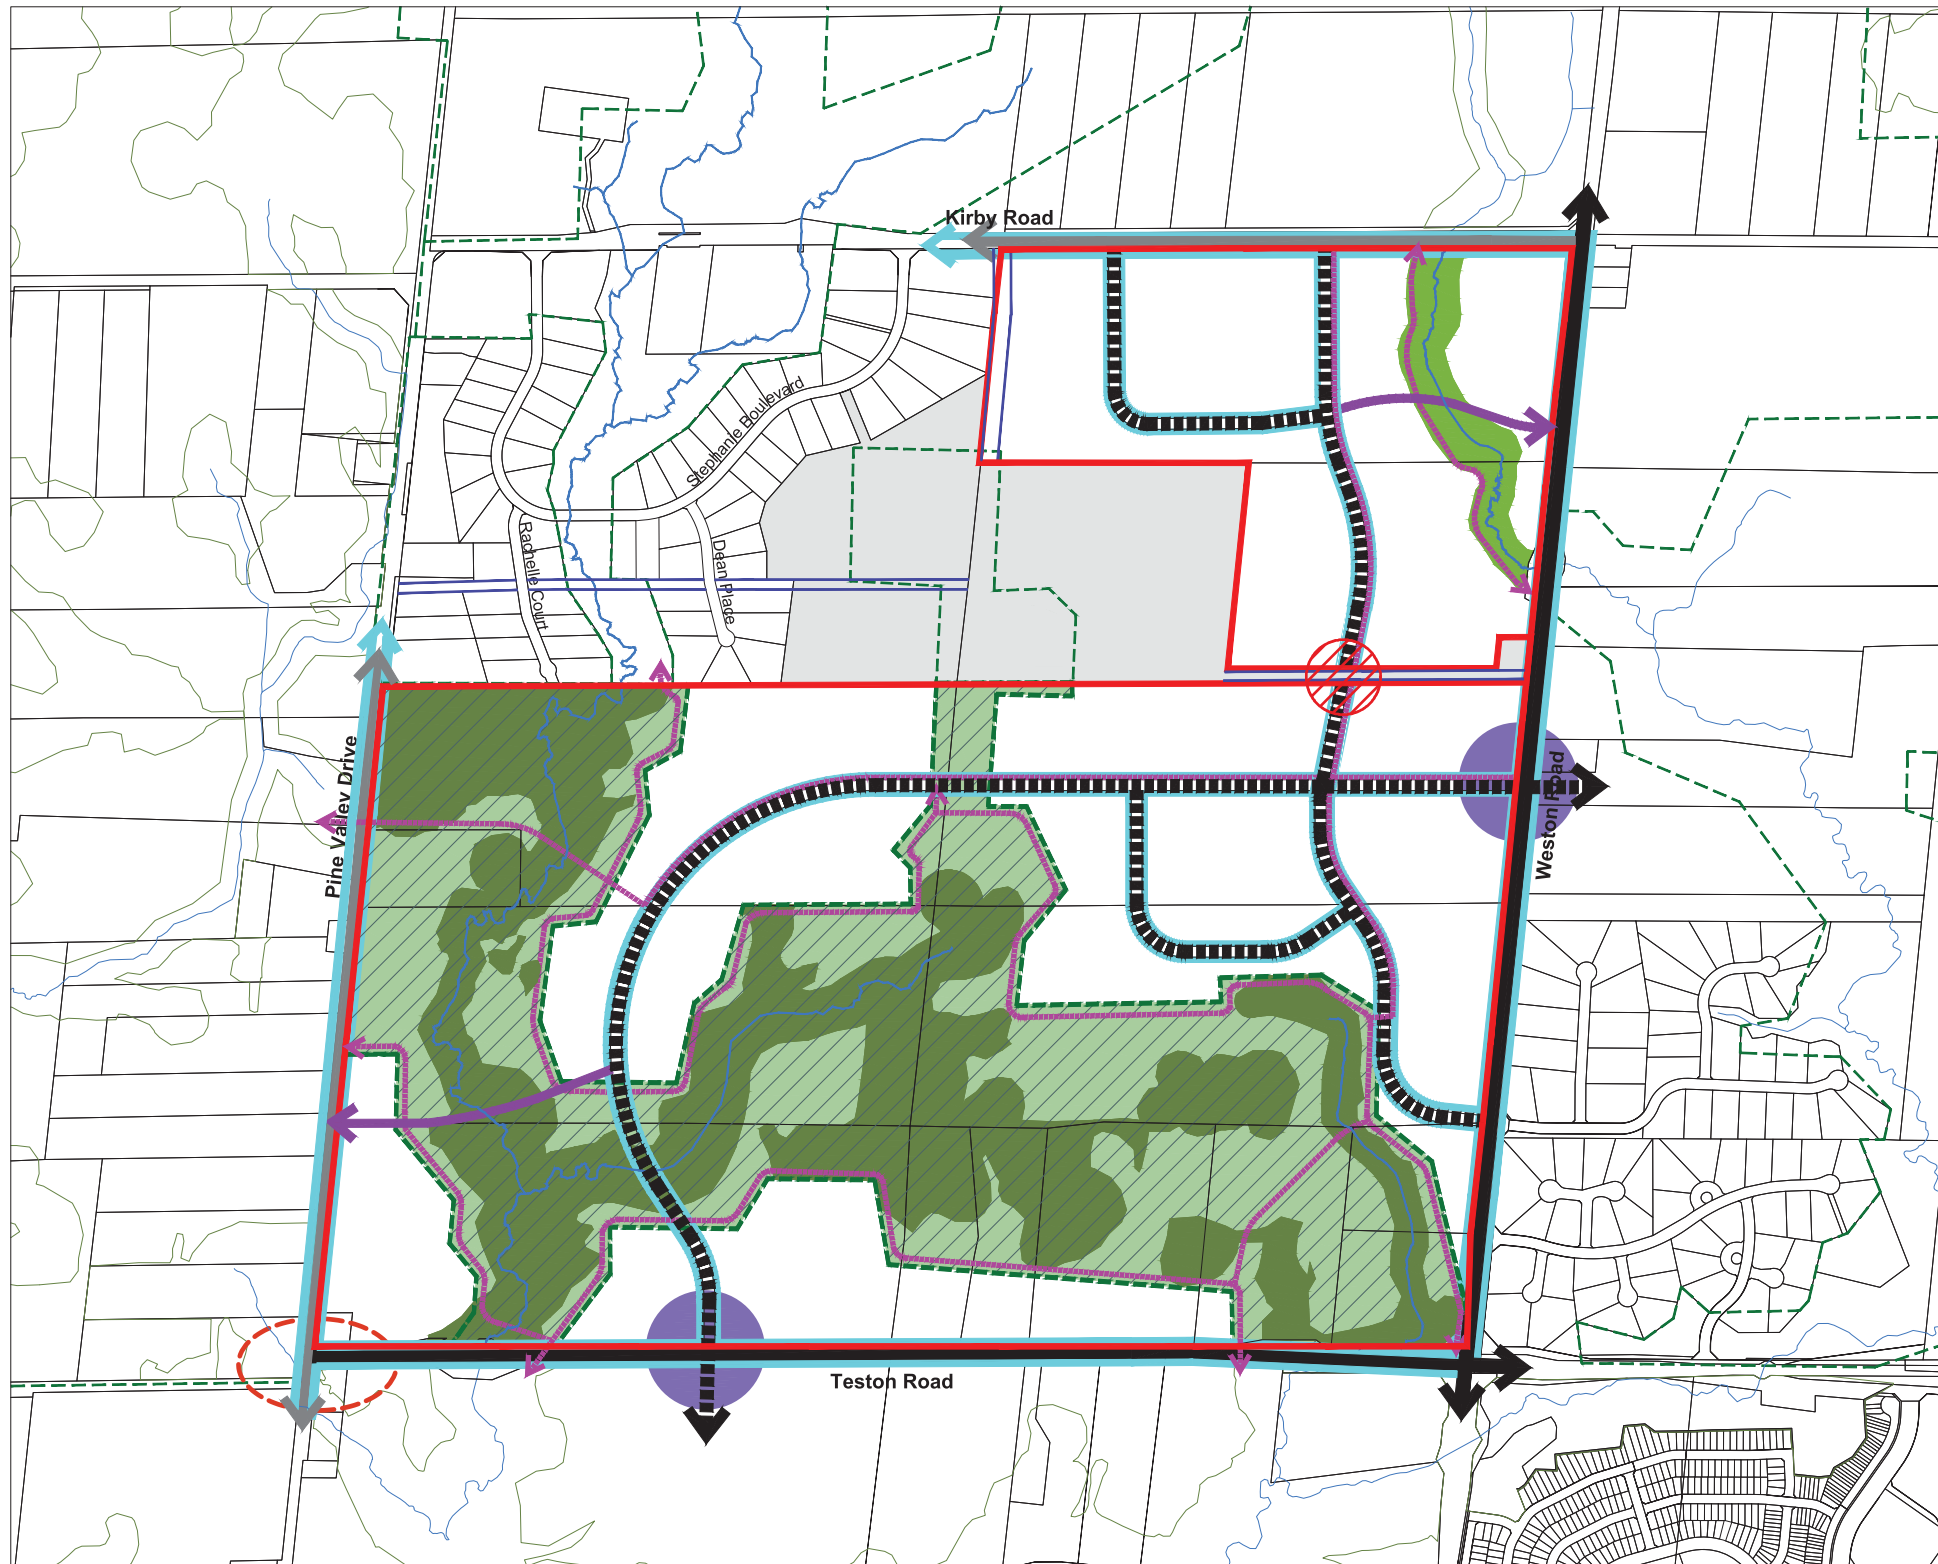 Kirby Road
Stephanie Boulevard
Rachelle Court
Dean Place
Pine Valley Drive
Weston Road
Teston Road